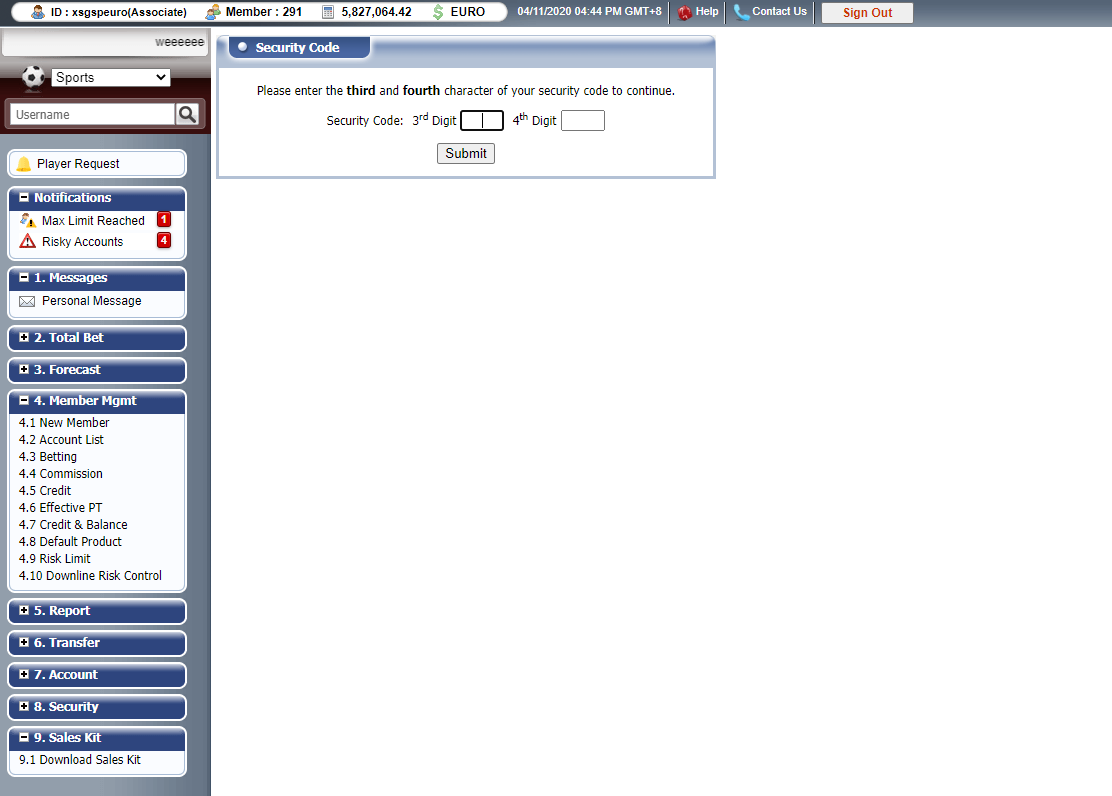 ID : xsgspeuro(Associate) Member : 291 5,827,064.42 $ EURO 04/11/2020 04:44 PM GMT+8 Help Contact Us Sign Out
weeeeee
Sports
Username
Player Request
Notifications
Max Limit Reached 1
Risky Accounts 4
1. Messages
Personal Message
2. Total Bet
3. Forecast
4. Member Mgmt
4.1 New Member
4.2 Account List
4.3 Betting
4.4 Commission
4.5 Credit
4.6 Effective PT
4.7 Credit & Balance
4.8 Default Product
4.9 Risk Limit
4.10 Downline Risk Control
5. Report
6. Transfer
7. Account
8. Security
9. Sales Kit
9.1 Download Sales Kit
Security Code
Please enter the third and fourth character of your security code to continue.
Security Code: 3rd Digit 4th Digit
Submit